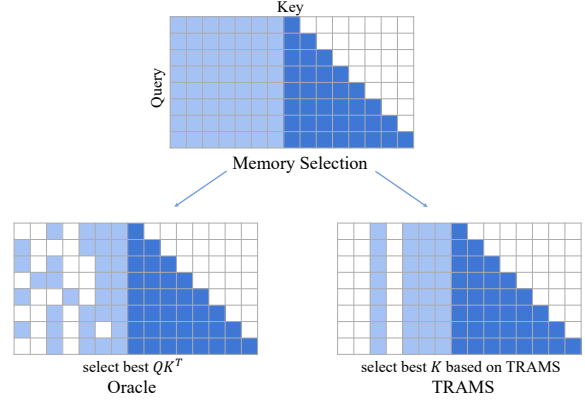 Key
Query
Memory Selection
select best $QK^T$
Oracle
select best K based on TRAMS
TRAMS